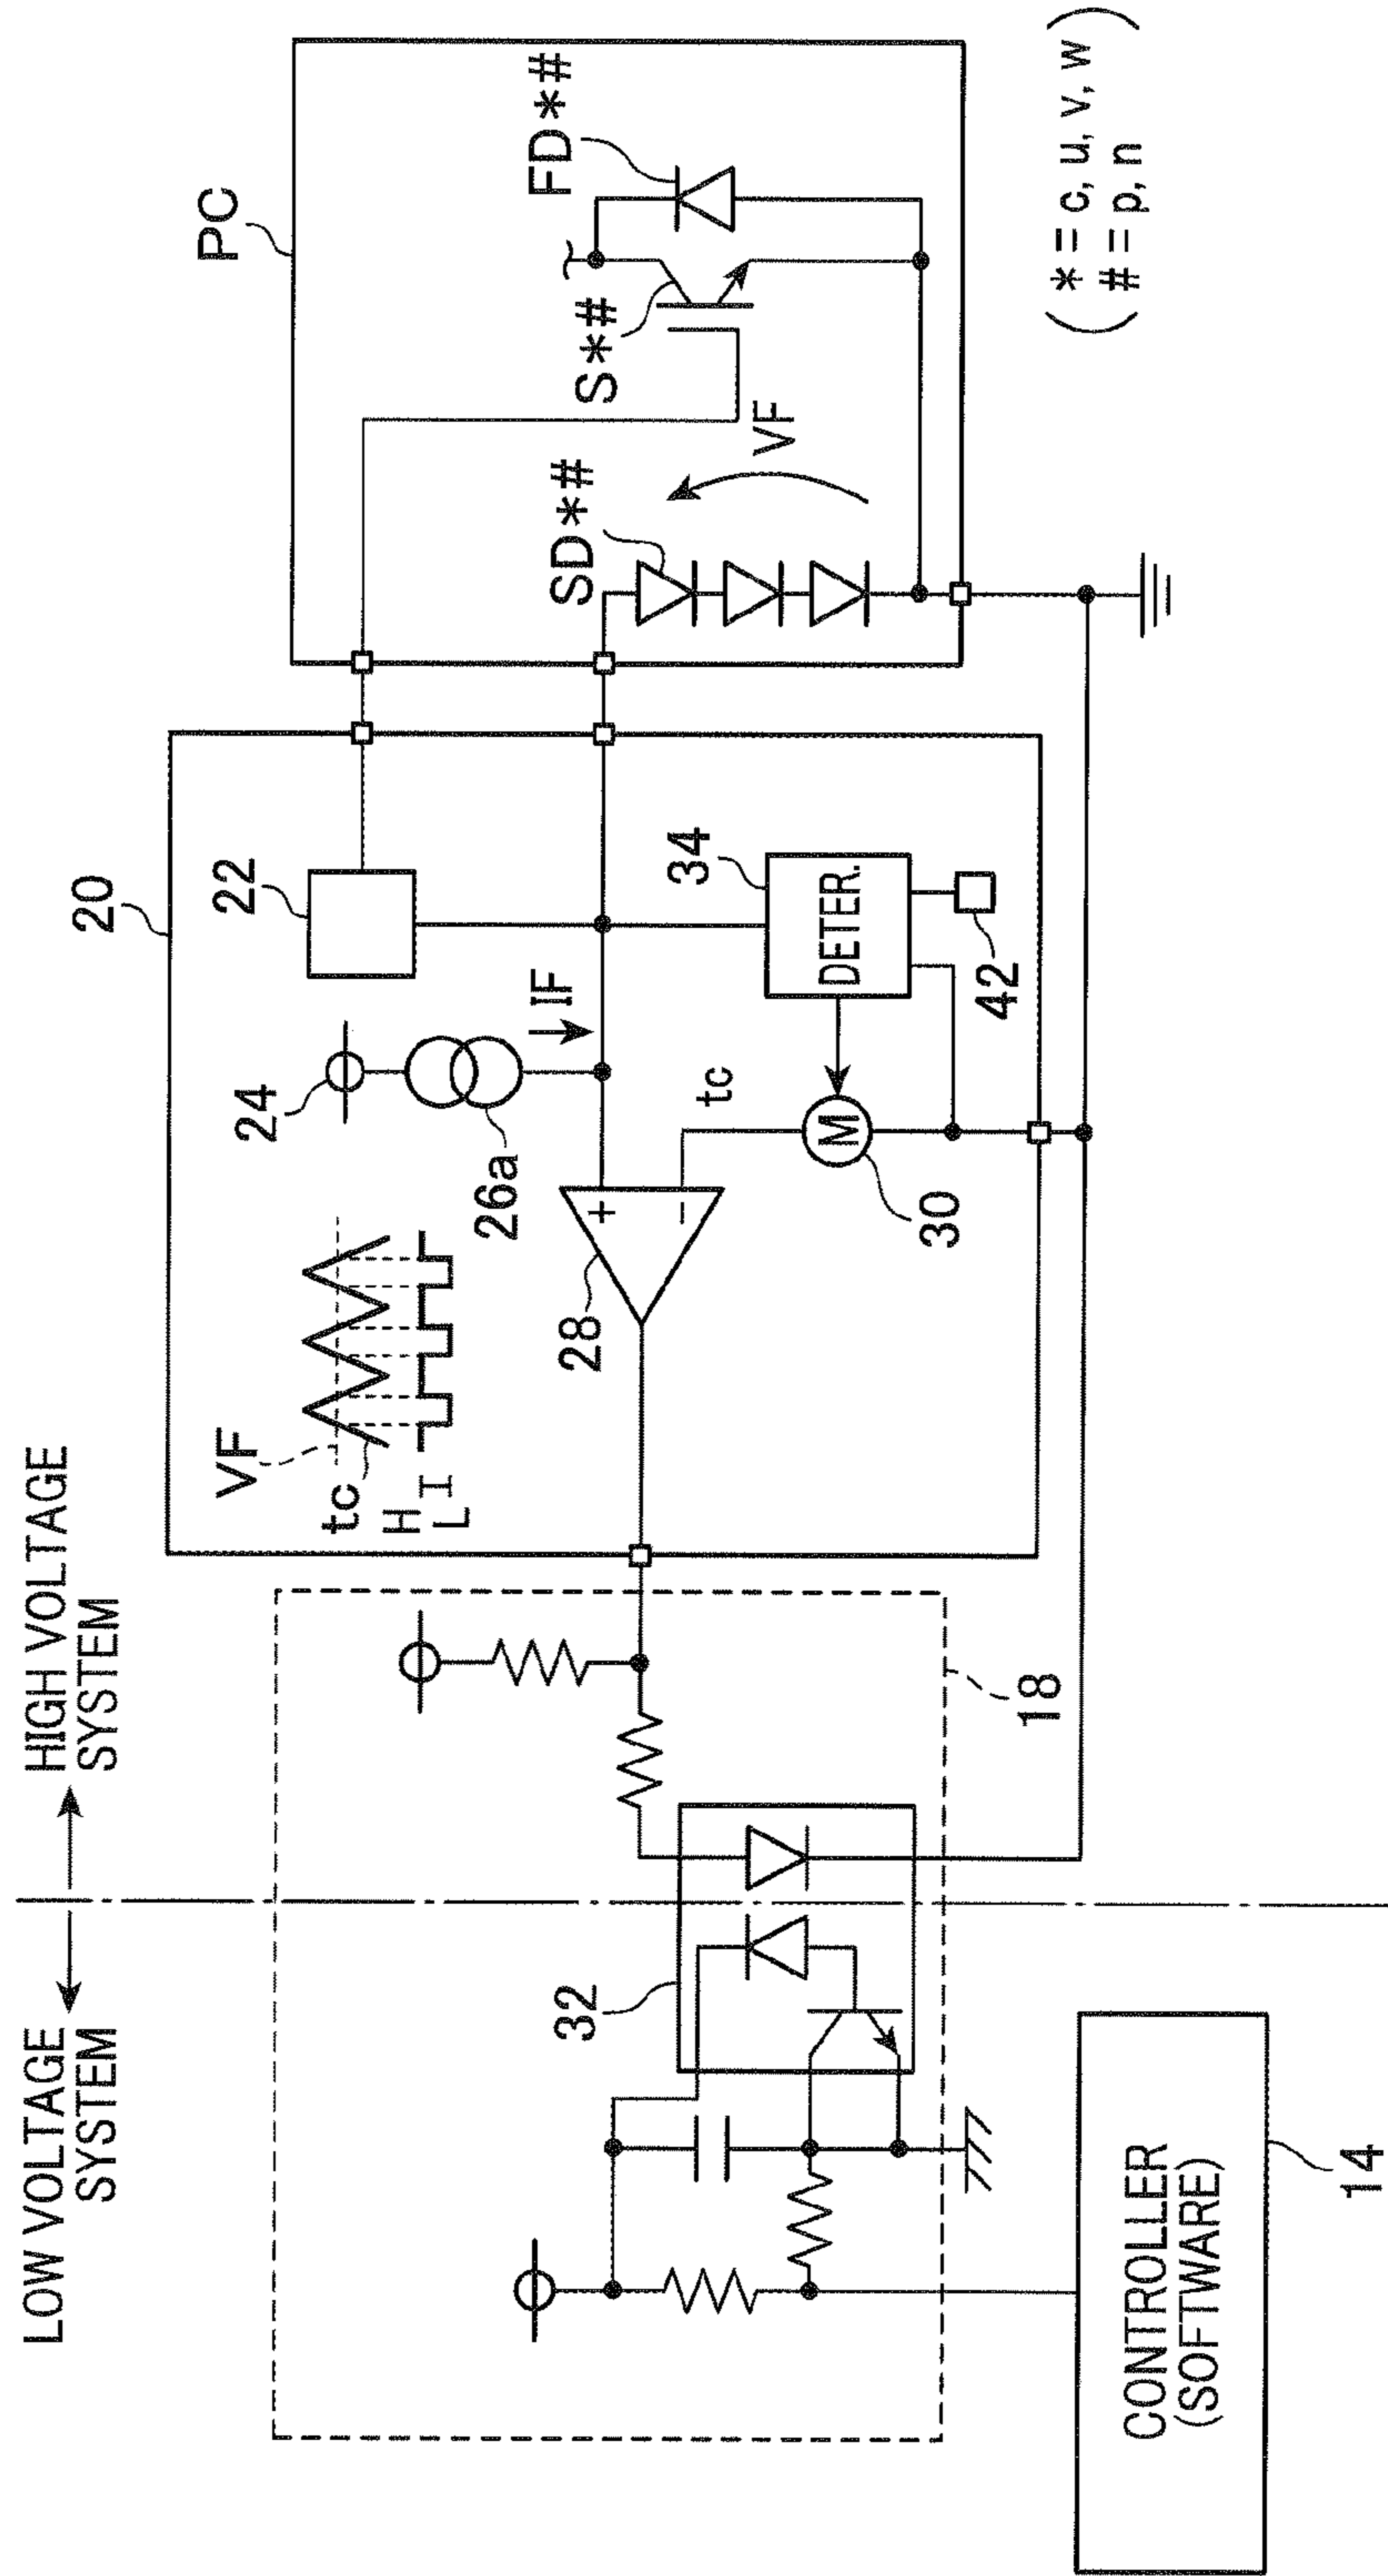 LOW VOLTAGE
SYSTEM
HIGH VOLTAGE
SYSTEM
20
PC
VF
tc
H
L
24
22
26a
IF
28
tc
M
30
DETER.
34
42
S*#
FD*#
SD*#
VF
32
18
CONTROLLER
(SOFTWARE)
14
( * = c, u, v, w )
( # = p, n )
+
−